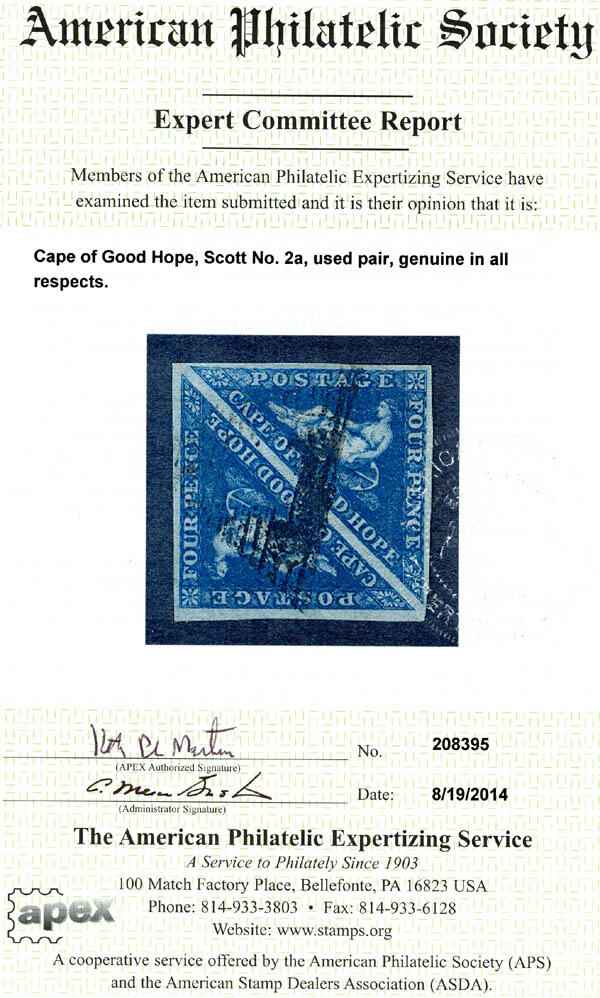 American Philatelic Society
Expert Committee Report
Members of the American Philatelic Expertizing Service have
examined the item submitted and it is their opinion that it is:
Cape of Good Hope, Scott No. 2a, used pair, genuine in all
respects.
POSTAGE
FOUR PENCE
CAPE OF GOOD HOPE
FOUR PENCE
CAPE OF GOOD HOPE
POSTAGE
(APEX Authorized Signature)
No. 208395
(Administrator Signature)
Date: 8/19/2014
The American Philatelic Expertizing Service
A Service to Philately Since 1903
100 Match Factory Place, Bellefonte, PA 16823 USA
Phone: 814-933-3803 • Fax: 814-933-6128
Website: www.stamps.org
apex
A cooperative service offered by the American Philatelic Society (APS)
and the American Stamp Dealers Association (ASDA).